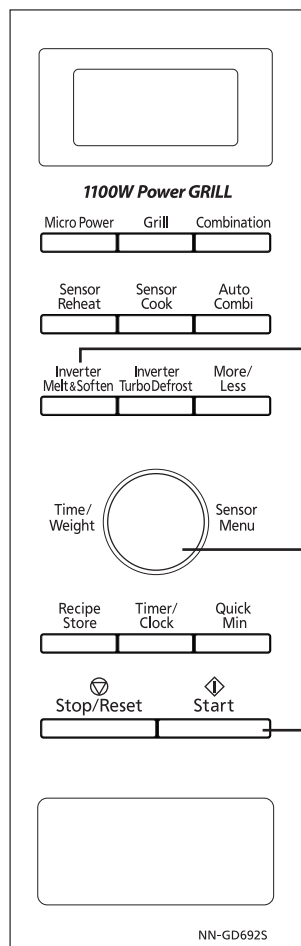 1100W Power GRILL
Micro Power Grill Combination
Sensor Sensor Auto
Reheat Cook Combi
Inverter Inverter More/
Melt&Soften TurboDefrost Less
Time/ Sensor
Weight Menu
Recipe Timer/ Quick
Store Clock Min
Stop/Reset Start
NN-GD692S